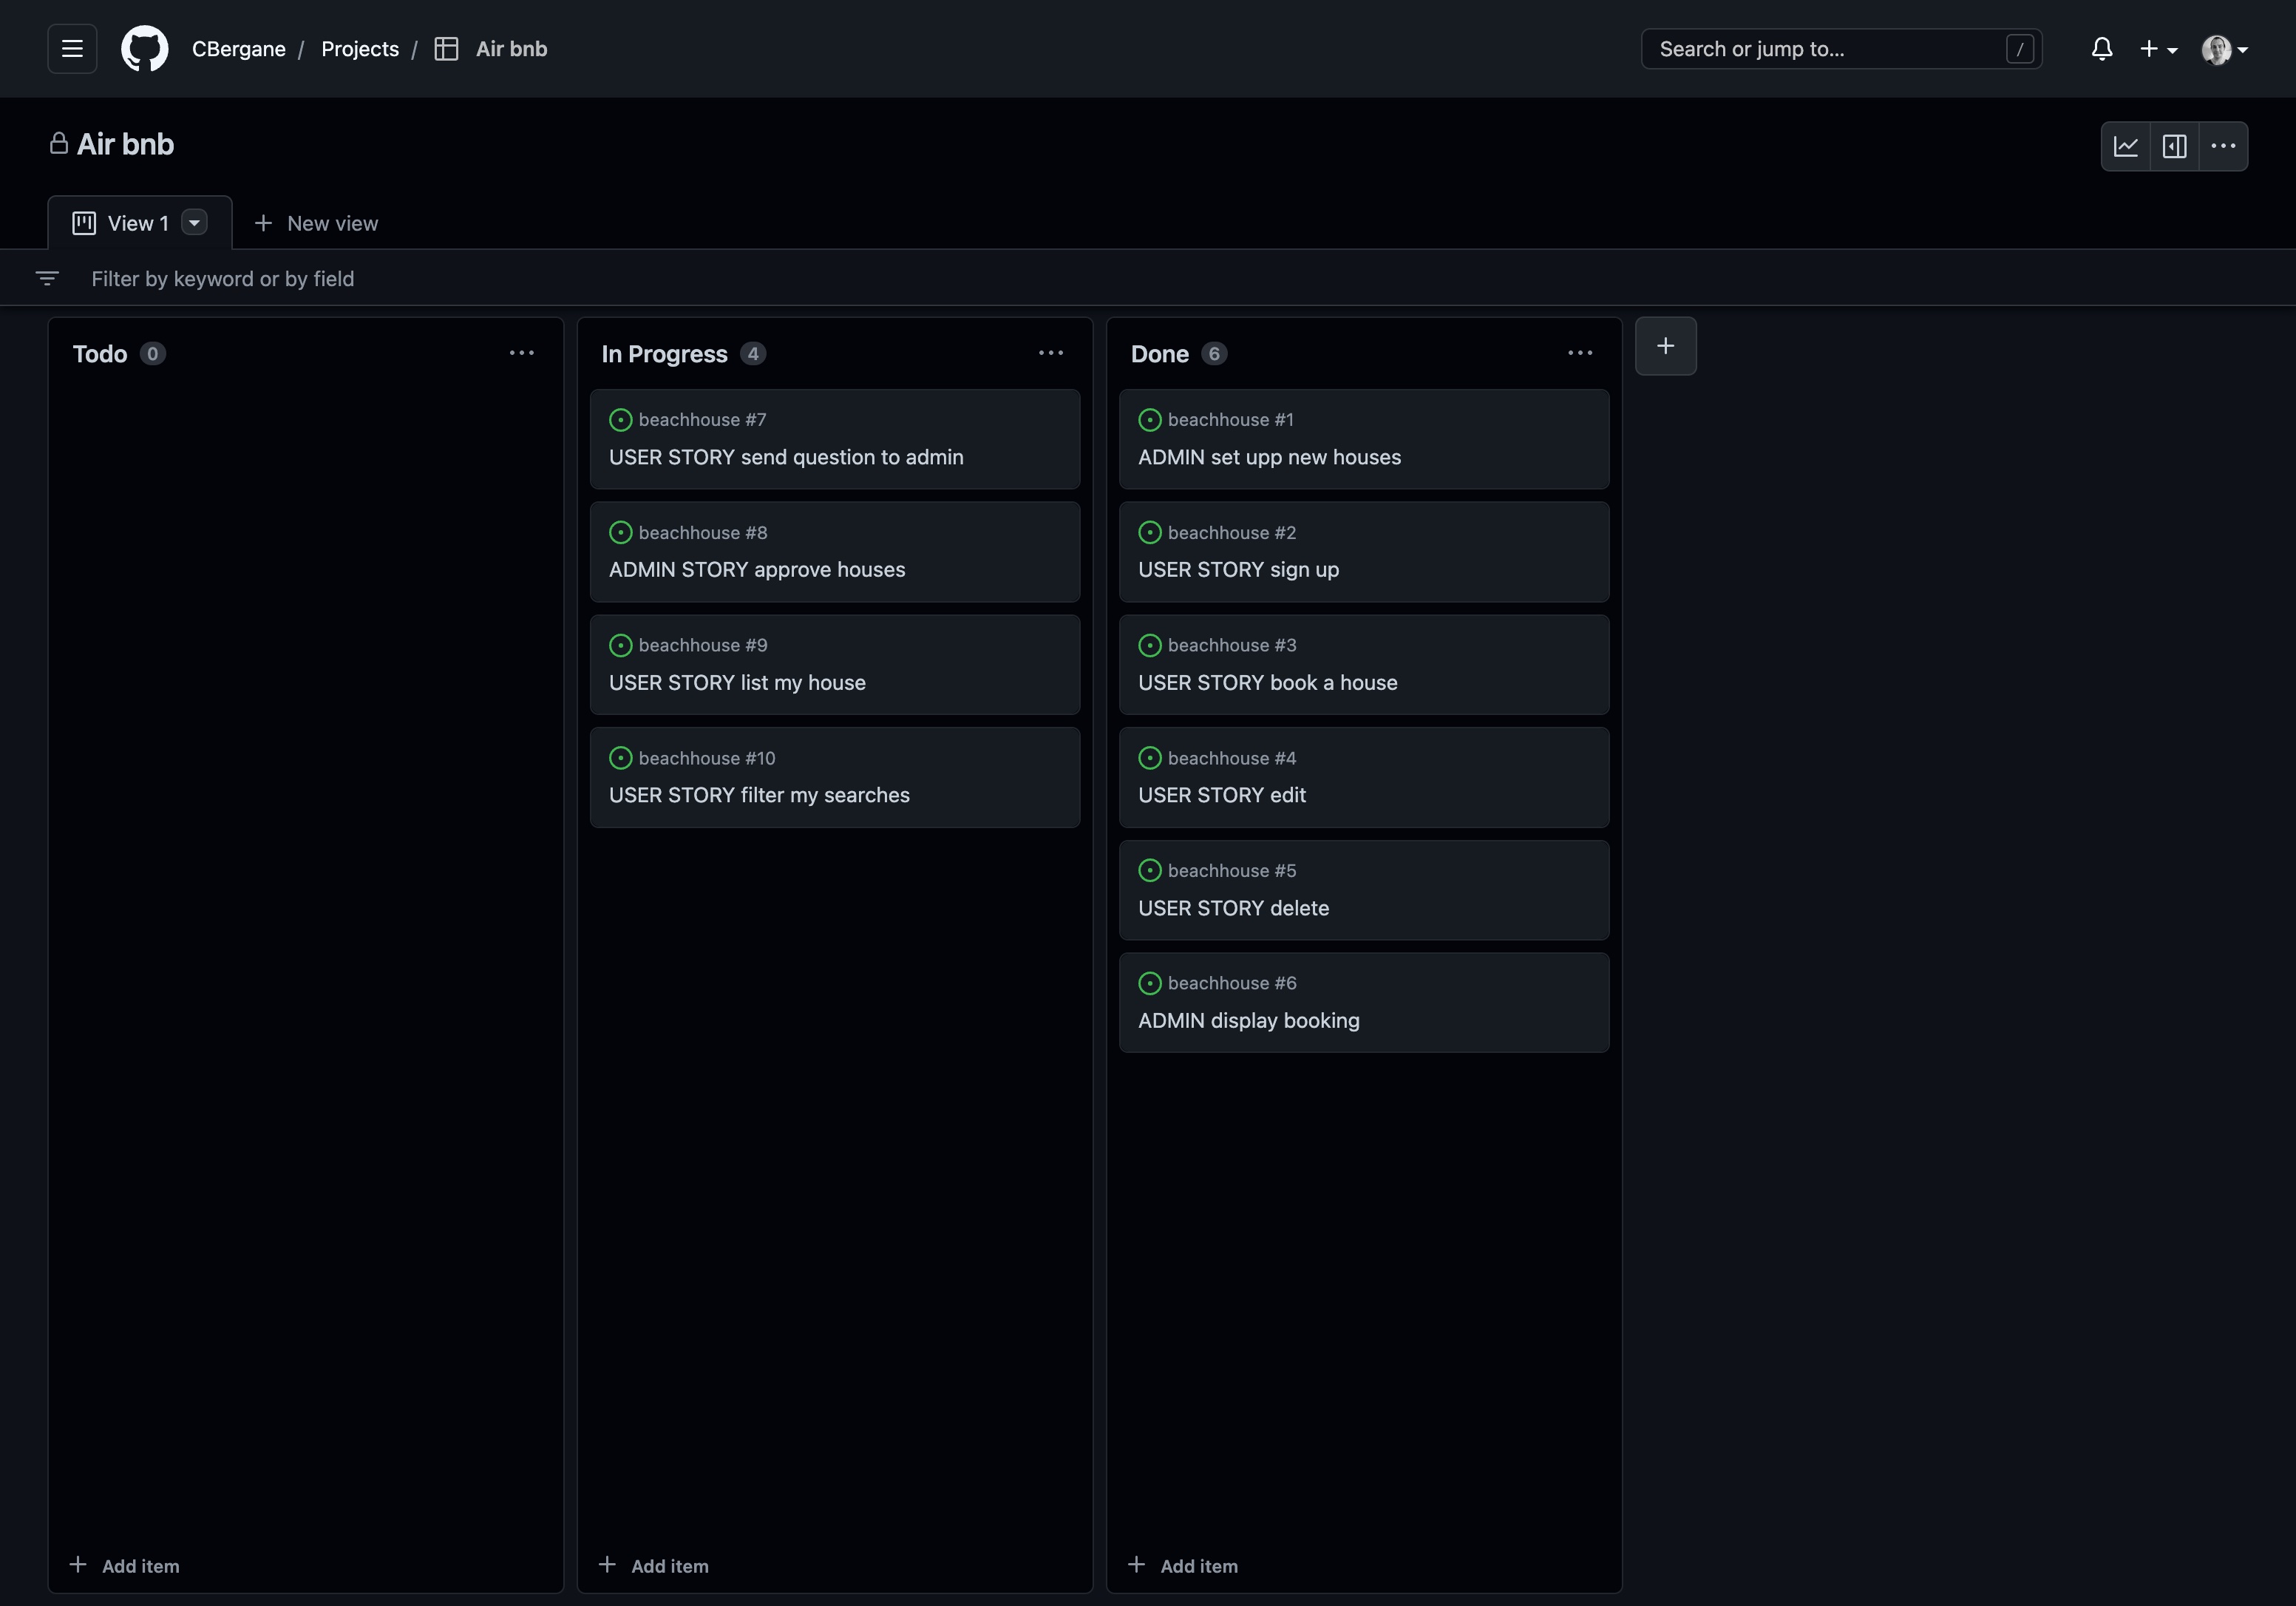 CBergane / Projects / Air bnb
Search or jump to... /
Air bnb
View 1
New view
Filter by keyword or by field
Todo 0
Add item
In Progress 4
beachhouse #7
USER STORY send question to admin
beachhouse #8
ADMIN STORY approve houses
beachhouse #9
USER STORY list my house
beachhouse #10
USER STORY filter my searches
Add item
Done 6
beachhouse #1
ADMIN set upp new houses
beachhouse #2
USER STORY sign up
beachhouse #3
USER STORY book a house
beachhouse #4
USER STORY edit
beachhouse #5
USER STORY delete
beachhouse #6
ADMIN display booking
Add item